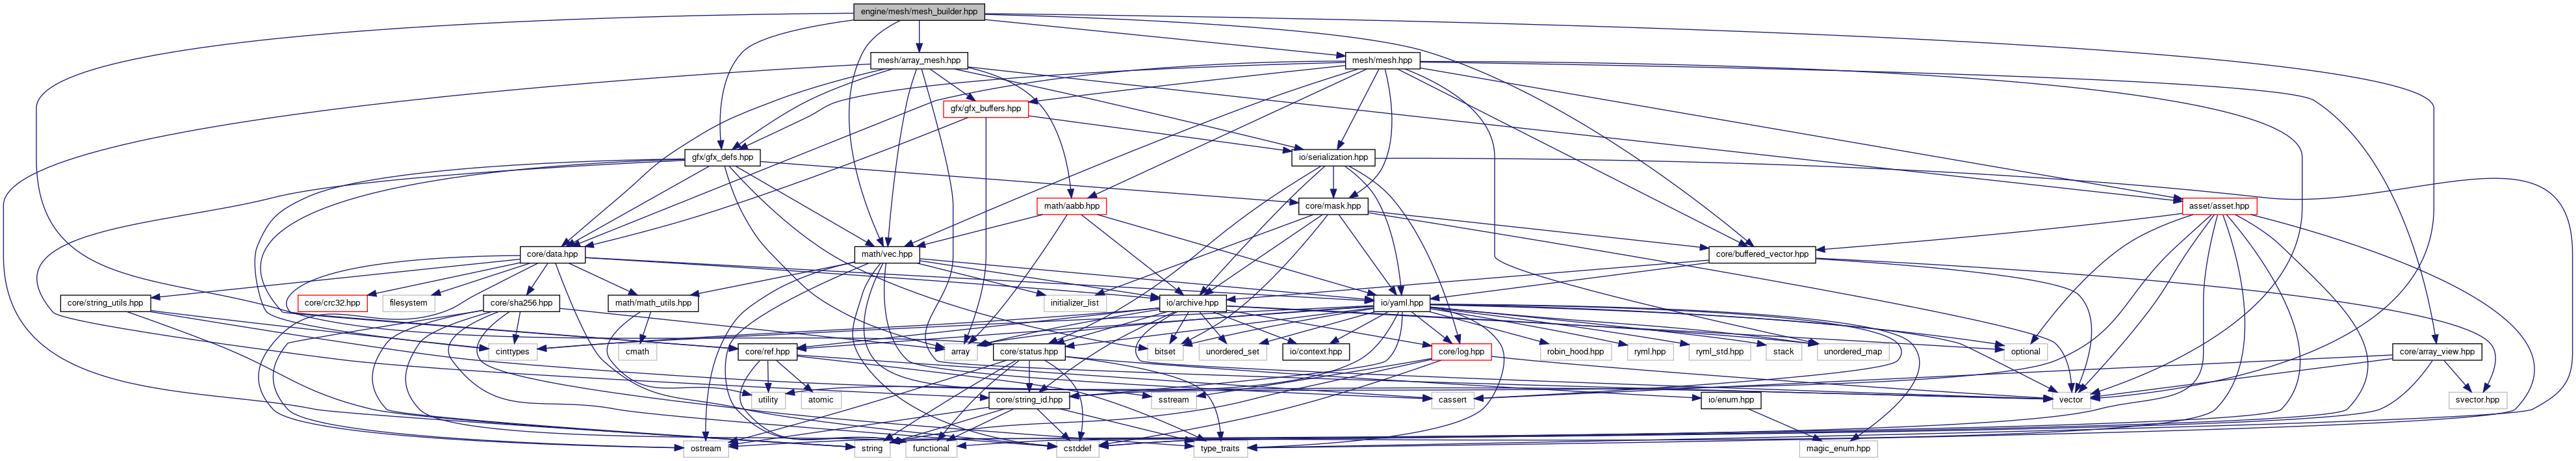 engine/mesh/mesh_builder.hpp
mesh/array_mesh.hpp
mesh/mesh.hpp
gfx/gfx_buffers.hpp
gfx/gfx_defs.hpp
io/serialization.hpp
math/aabb.hpp
core/mask.hpp
asset/asset.hpp
core/data.hpp
math/vec.hpp
core/buffered_vector.hpp
core/string_utils.hpp
core/crc32.hpp
filesystem
core/sha256.hpp
math/math_utils.hpp
initializer_list
io/archive.hpp
io/yaml.hpp
cinttypes
cmath
core/ref.hpp
array
core/status.hpp
bitset
unordered_set
io/context.hpp
core/log.hpp
robin_hood.hpp
ryml.hpp
ryml_std.hpp
stack
unordered_map
optional
core/array_view.hpp
utility
atomic
core/string_id.hpp
sstream
cassert
io/enum.hpp
vector
svector.hpp
ostream
string
functional
cstddef
type_traits
magic_enum.hpp